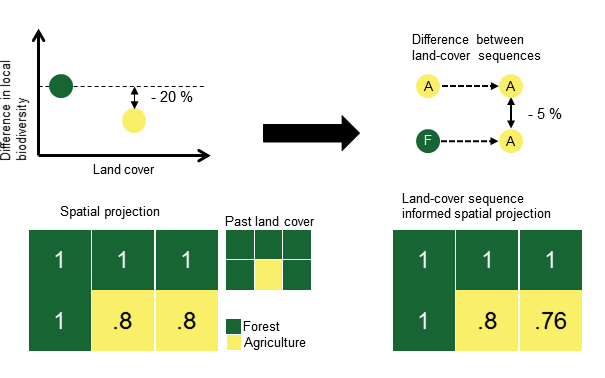 Difference in local
biodiversity
- 20 %
Land cover
Difference between
land-cover sequences
A A
- 5 %
F A
Spatial projection
1 1 1
1 .8 .8
Past land cover
Forest
Agriculture
Land-cover sequence
informed spatial projection
1 1 1
1 .8 .76